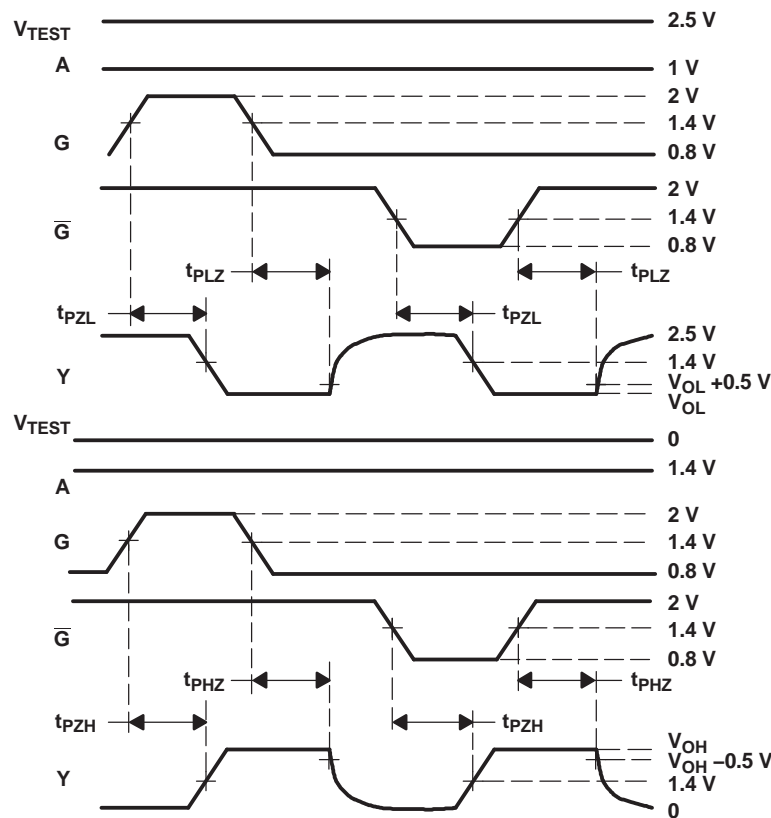 V_TEST 2.5 V
A 1 V
2 V
G 1.4 V
0.8 V
2 V
G̅ 1.4 V
0.8 V
t_PLZ t_PLZ
t_PZL t_PZL
2.5 V
1.4 V
Y V_OL +0.5 V
V_OL
V_TEST 0
A 1.4 V
2 V
G 1.4 V
0.8 V
2 V
G̅ 1.4 V
0.8 V
t_PHZ t_PHZ
t_PZH t_PZH
V_OH
V_OH –0.5 V
Y 1.4 V
0